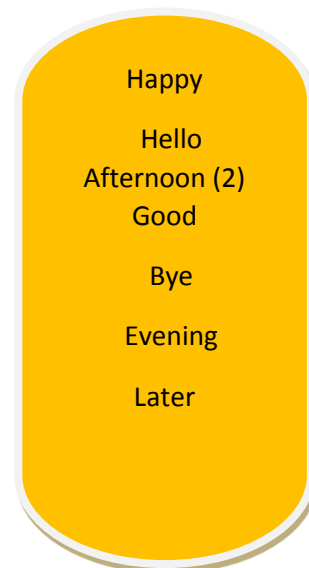 Happy
Hello
Afternoon (2)
Good
Bye
Evening
Later